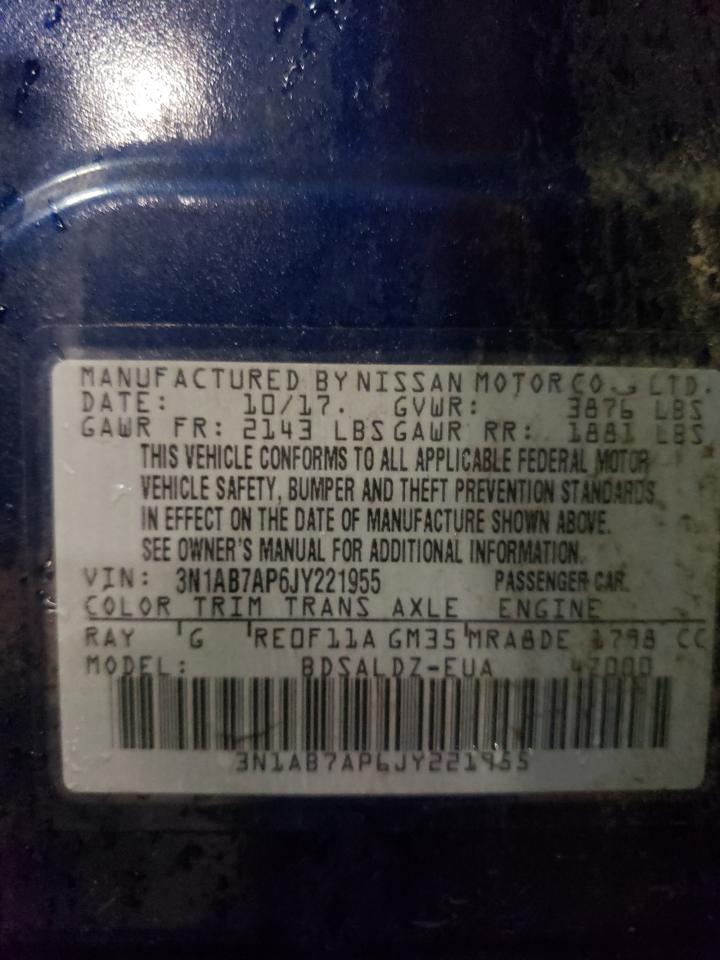 MANUFACTURED BY NISSAN MOTOR CO., LTD.
DATE: 10/17. GVWR: 3876 LBS
GAWR FR: 2143 LBS GAWR RR: 1881 LBS
THIS VEHICLE CONFORMS TO ALL APPLICABLE FEDERAL MOTOR
VEHICLE SAFETY, BUMPER AND THEFT PREVENTION STANDARDS
IN EFFECT ON THE DATE OF MANUFACTURE SHOWN ABOVE.
SEE OWNER'S MANUAL FOR ADDITIONAL INFORMATION.
VIN: 3N1AB7AP6JY221955 PASSENGER CAR.
COLOR TRIM TRANS AXLE ENGINE
RAY G RE0F11A GM35 MRA8DE 1798 CC
MODEL: BDSALDZ-EUA 47000
3N1AB7AP6JY221955